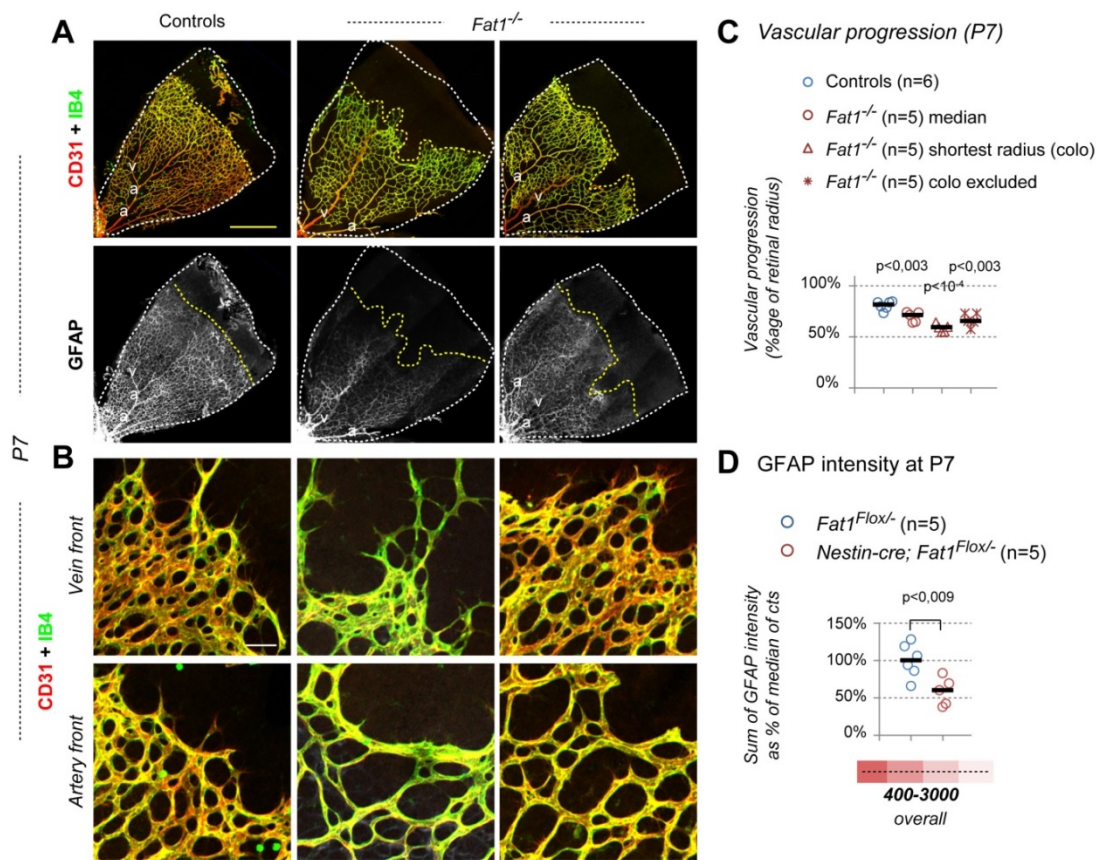 A
Controls
Fat1-/-
CD31 + IB4
v
a
a
v
a
v
a
GFAP
v
a
a
v
a
v
a
P7
B
Vein front
Artery front
P7
CD31 + IB4
C Vascular progression (P7)
Controls (n=6)
Fat1-/- (n=5) median
Fat1-/- (n=5) shortest radius (colo)
Fat1-/- (n=5) colo excluded
Vascular progression
(%age of retinal radius)
p<0,003 p<0,003
p<10-4
100%
50%
0%
D GFAP intensity at P7
Fat1Flox/- (n=5)
Nestin-cre; Fat1Flox/- (n=5)
Sum of GFAP intensity
as % of median of cts
p<0,009
150%
100%
50%
0%
400-3000
overall